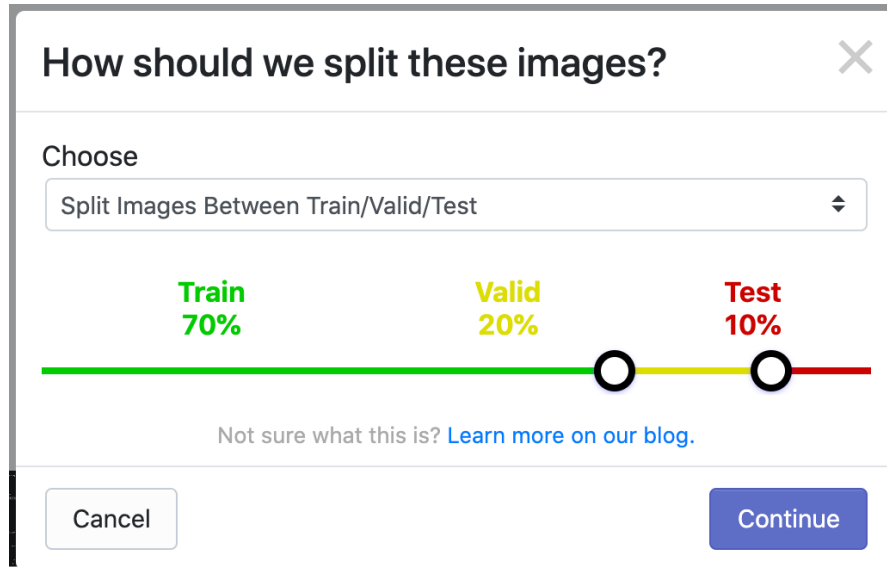 How should we split these images?
Choose
Split Images Between Train/Valid/Test
Train Valid Test
70% 20% 10%
Not sure what this is? Learn more on our blog.
Cancel Continue